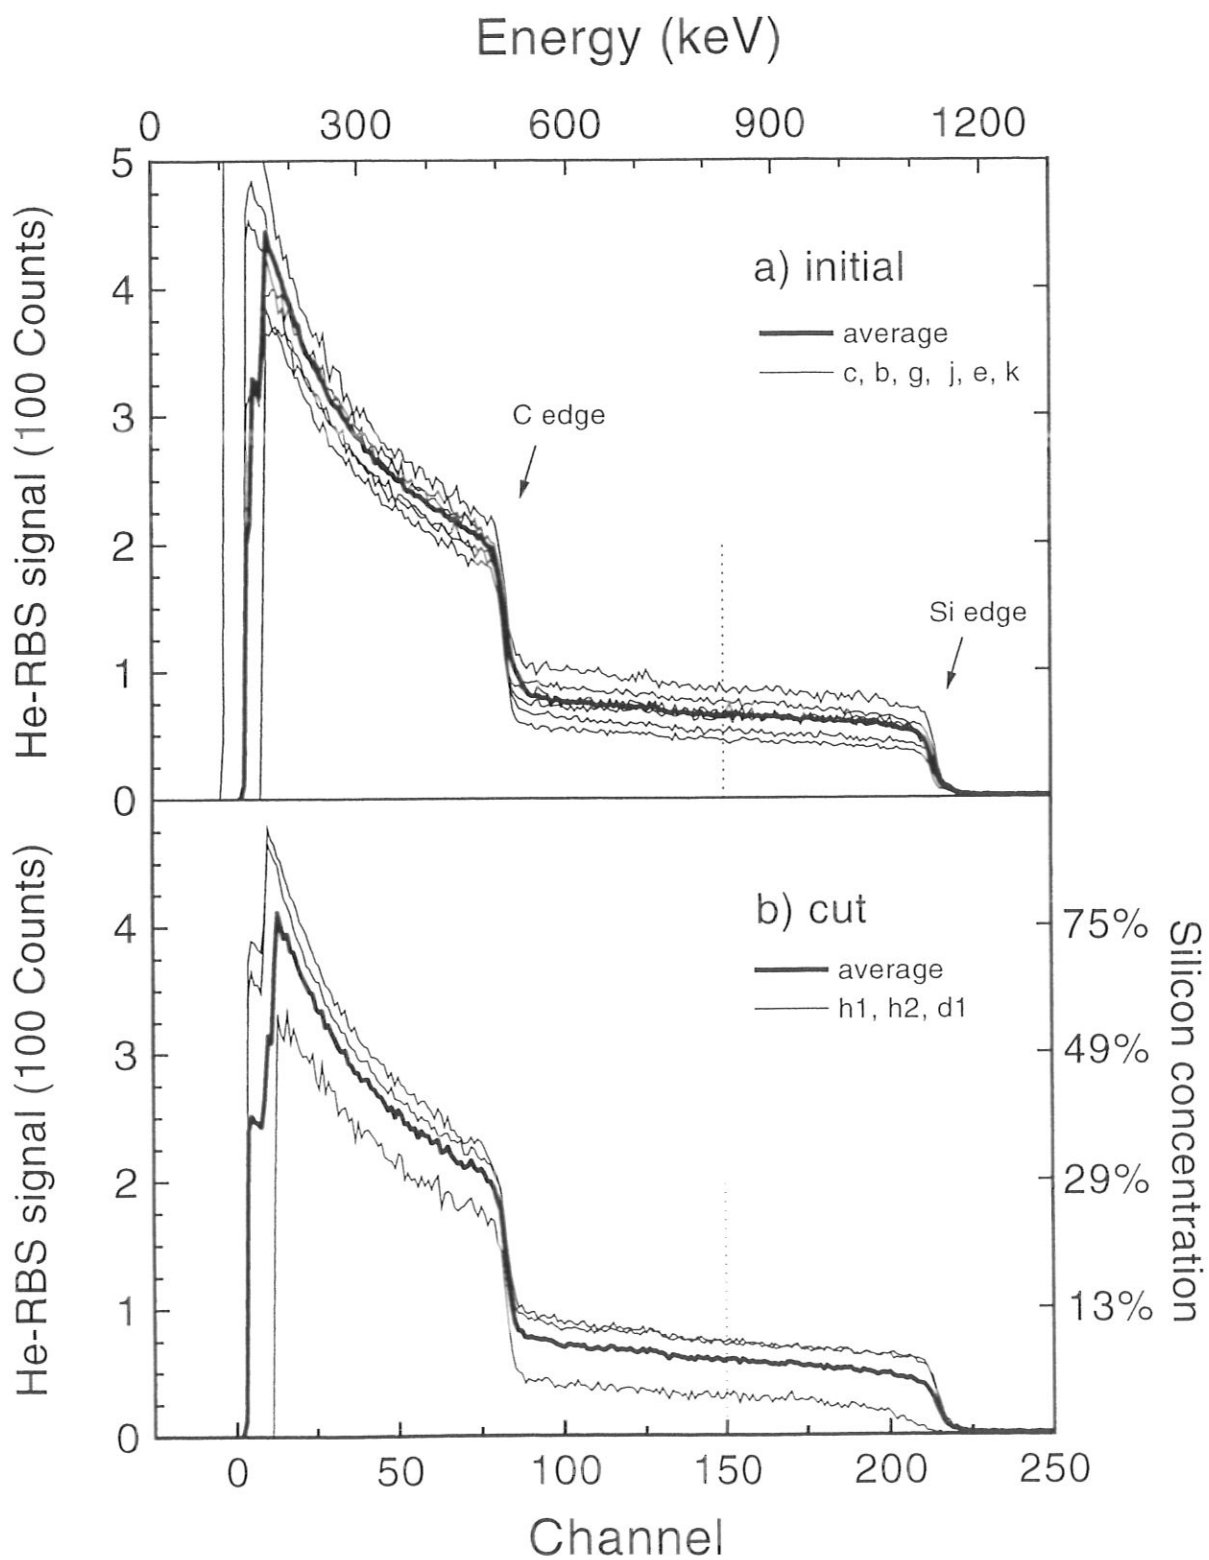 Energy (keV)
0 300 600 900 1200
5
4
3
2
1
0
He-RBS signal (100 Counts)
a) initial
average
c, b, g, j, e, k
C edge
Si edge
4
3
2
1
0
He-RBS signal (100 Counts)
b) cut
average
h1, h2, d1
75%
49%
29%
13%
Silicon concentration
0 50 100 150 200 250
Channel